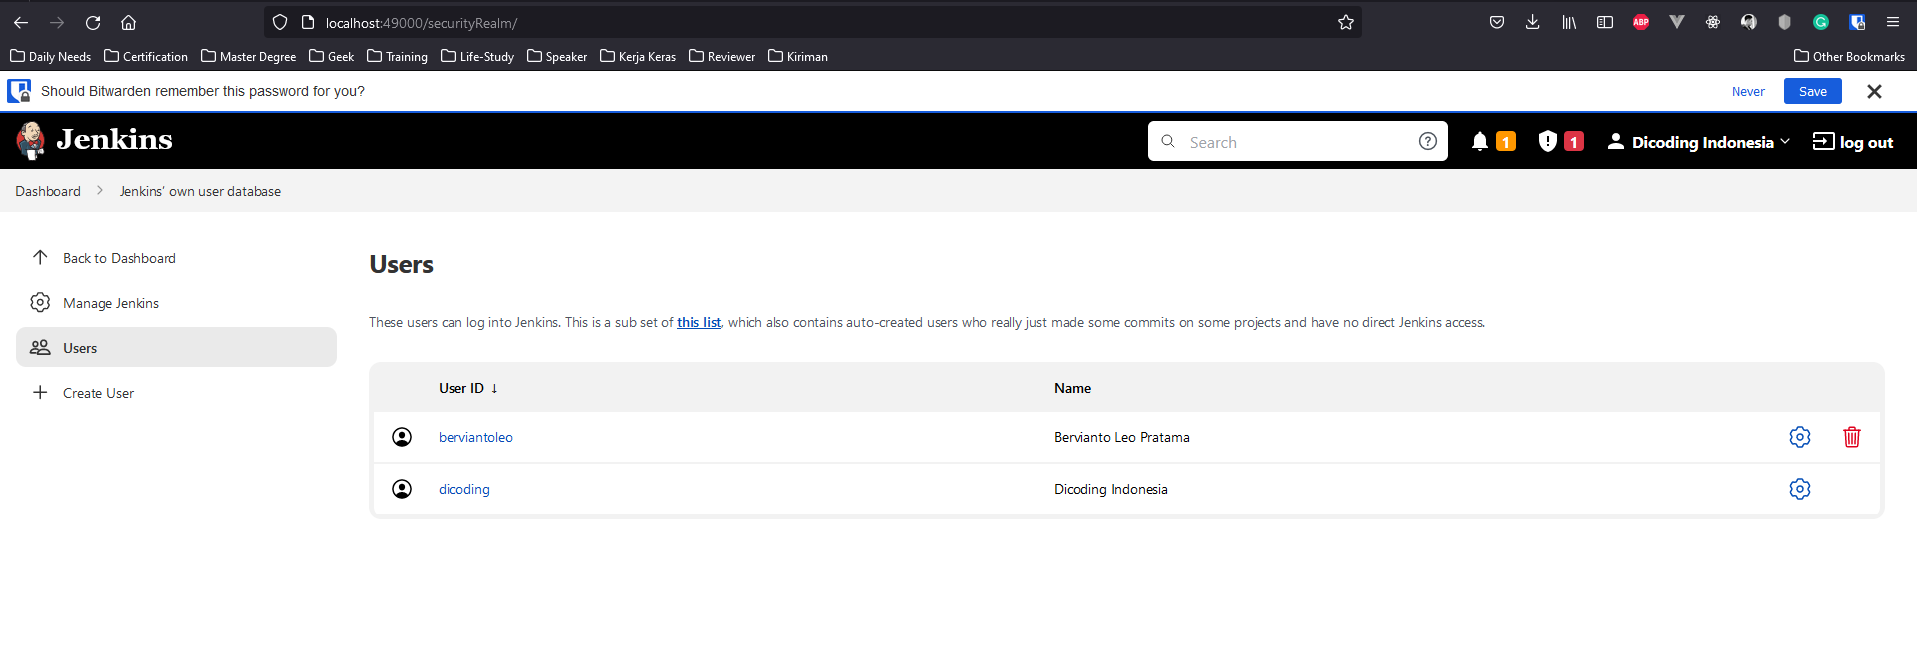 localhost:49000/securityRealm/
ABP
Daily Needs Certification Master Degree Geek Training Life-Study Speaker Kerja Keras Reviewer Kiriman Other Bookmarks
Should Bitwarden remember this password for you? Never Save
Jenkins Search 1 1 Dicoding Indonesia log out
Dashboard Jenkins' own user database
Back to Dashboard
Manage Jenkins
Users
Create User
Users
These users can log into Jenkins. This is a sub set of this list, which also contains auto-created users who really just made some commits on some projects and have no direct Jenkins access.
User ID ↓ Name
berviantoleo Bervianto Leo Pratama
dicoding Dicoding Indonesia